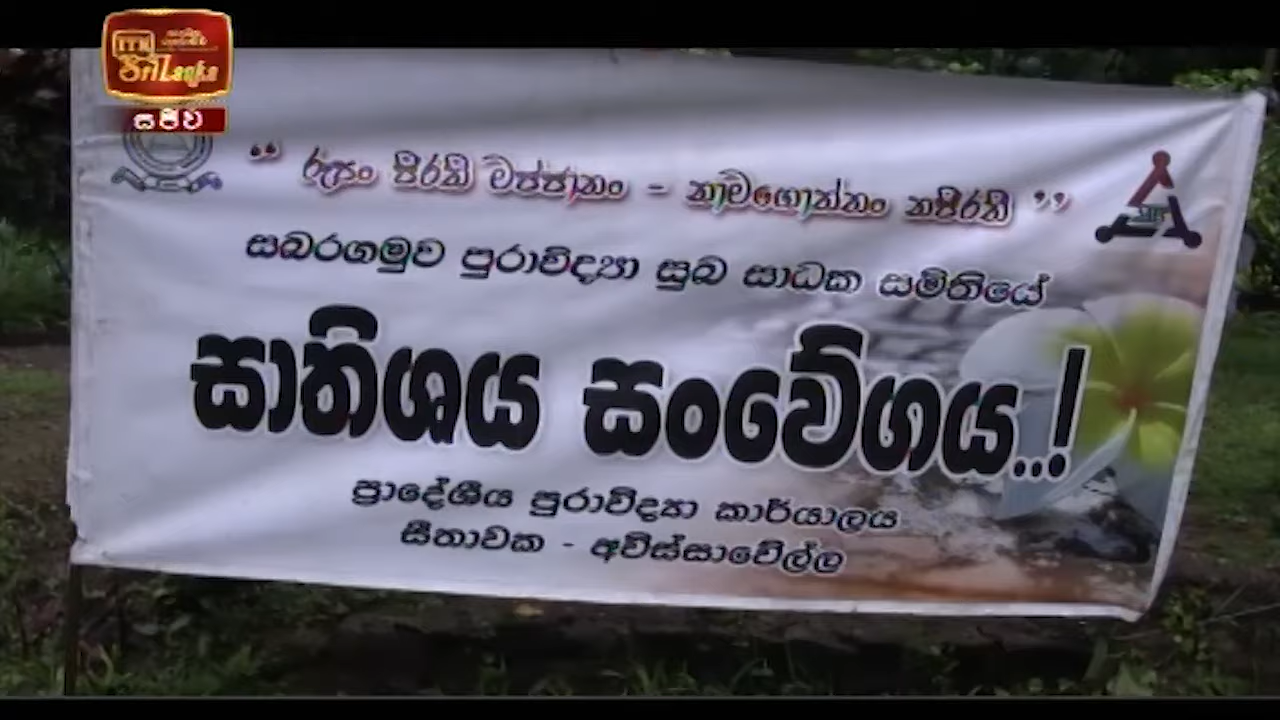 ITN
Sri Lanka
සජීව
“ රූපං ජීරති මච්චානං - නාමගොත්තං නජීරති ”
සබරගමුව පුරාවිද්‍යා සුබ සාධක සමිතියේ
සාතිශය සංවේගය..!
ප්‍රාදේශීය පුරාවිද්‍යා කාර්යාලය
සීතාවක - අවිස්සාවේල්ල